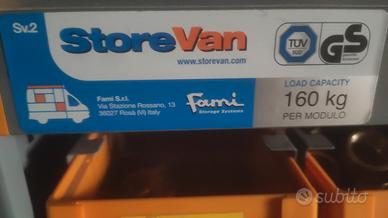 Sv.2
StoreVan
www.storevan.com
TÜV
GS
Fami S.r.l.
Via Stazione Rossano, 13
36027 Rosà (Vi) Italy
Fami
Storage Systems
LOAD CAPACITY
160 kg
PER MODULO
subito